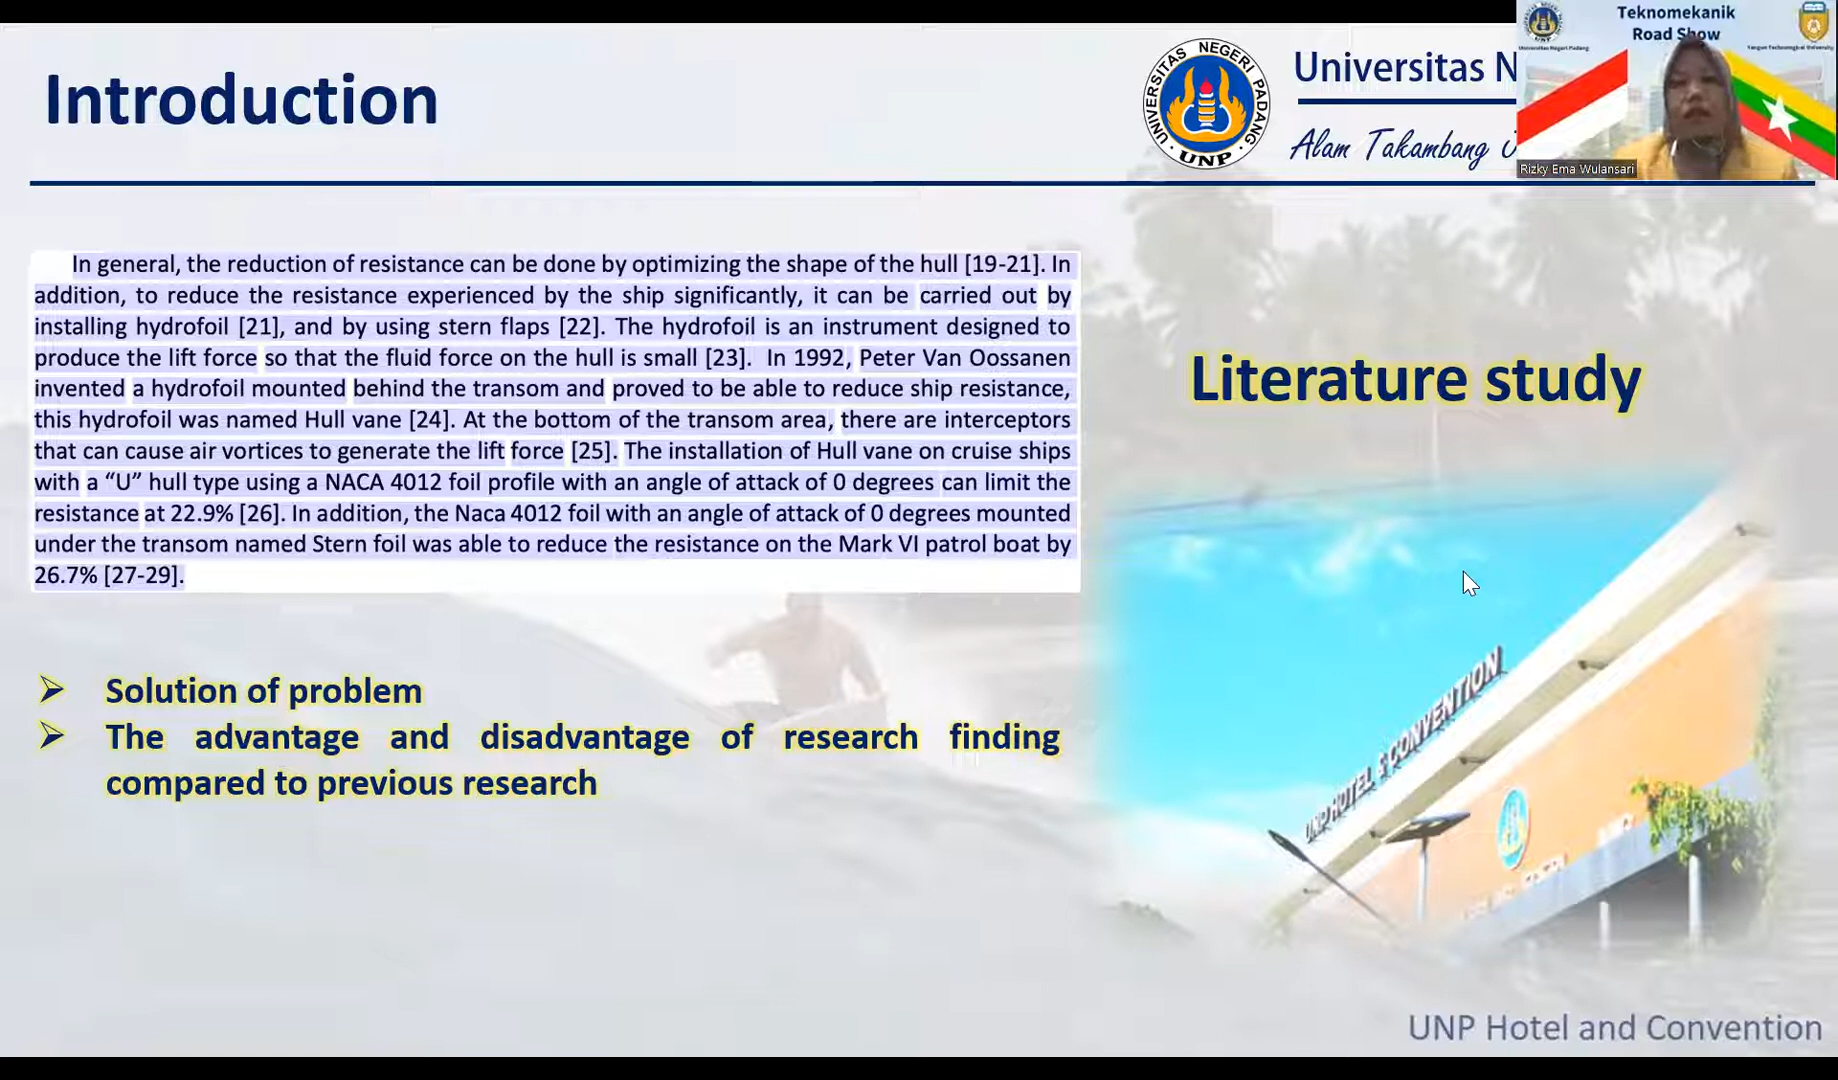 Introduction
UNIVERSITAS NEGERI PADANG
UNP
Universitas N
Alam Takambang
Teknomekanik
Road Show
Universitas Negeri Padang
Yangon Technological University
Rizky Ema Wulansari
In general, the reduction of resistance can be done by optimizing the shape of the hull [19-21]. In
addition, to reduce the resistance experienced by the ship significantly, it can be carried out by
installing hydrofoil [21], and by using stern flaps [22]. The hydrofoil is an instrument designed to
produce the lift force so that the fluid force on the hull is small [23]. In 1992, Peter Van Oossanen
invented a hydrofoil mounted behind the transom and proved to be able to reduce ship resistance,
this hydrofoil was named Hull vane [24]. At the bottom of the transom area, there are interceptors
that can cause air vortices to generate the lift force [25]. The installation of Hull vane on cruise ships
with a “U” hull type using a NACA 4012 foil profile with an angle of attack of 0 degrees can limit the
resistance at 22.9% [26]. In addition, the Naca 4012 foil with an angle of attack of 0 degrees mounted
under the transom named Stern foil was able to reduce the resistance on the Mark VI patrol boat by
26.7% [27-29].
Literature study
➢ Solution of problem
➢ The advantage and disadvantage of research finding
compared to previous research
UNP HOTEL & CONVENTION
UNP Hotel and Convention